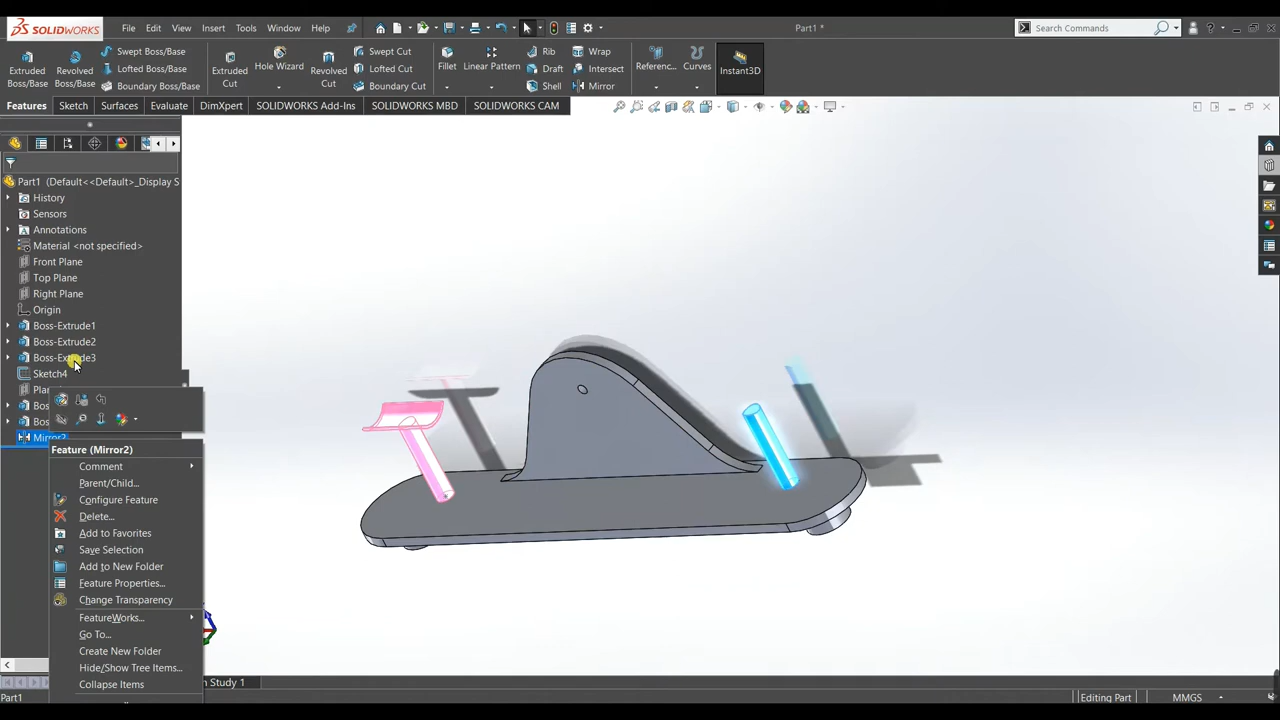 SOLIDWORKS File Edit View Insert Tools Window Help Part1 * Search Commands
Extruded Boss/Base
Revolved Boss/Base
Swept Boss/Base
Lofted Boss/Base
Boundary Boss/Base
Extruded Cut
Hole Wizard
Revolved Cut
Swept Cut
Lofted Cut
Boundary Cut
Fillet
Linear Pattern
Rib
Draft
Shell
Wrap
Intersect
Mirror
Referenc...
Curves
Instant3D
Features Sketch Surfaces Evaluate DimXpert SOLIDWORKS Add-Ins SOLIDWORKS MBD SOLIDWORKS CAM
Part1 (Default<<Default>_Display S
History
Sensors
Annotations
Material <not specified>
Front Plane
Top Plane
Right Plane
Origin
Boss-Extrude1
Boss-Extrude2
Boss-Extrude3
Sketch4
Plan
Bos
Bos
Mirror2
Feature (Mirror2)
Comment
Parent/Child...
Configure Feature
Delete...
Add to Favorites
Save Selection
Add to New Folder
Feature Properties...
Change Transparency
FeatureWorks...
Go To...
Create New Folder
Hide/Show Tree Items...
Collapse Items
Study 1
Part1 Editing Part MMGS